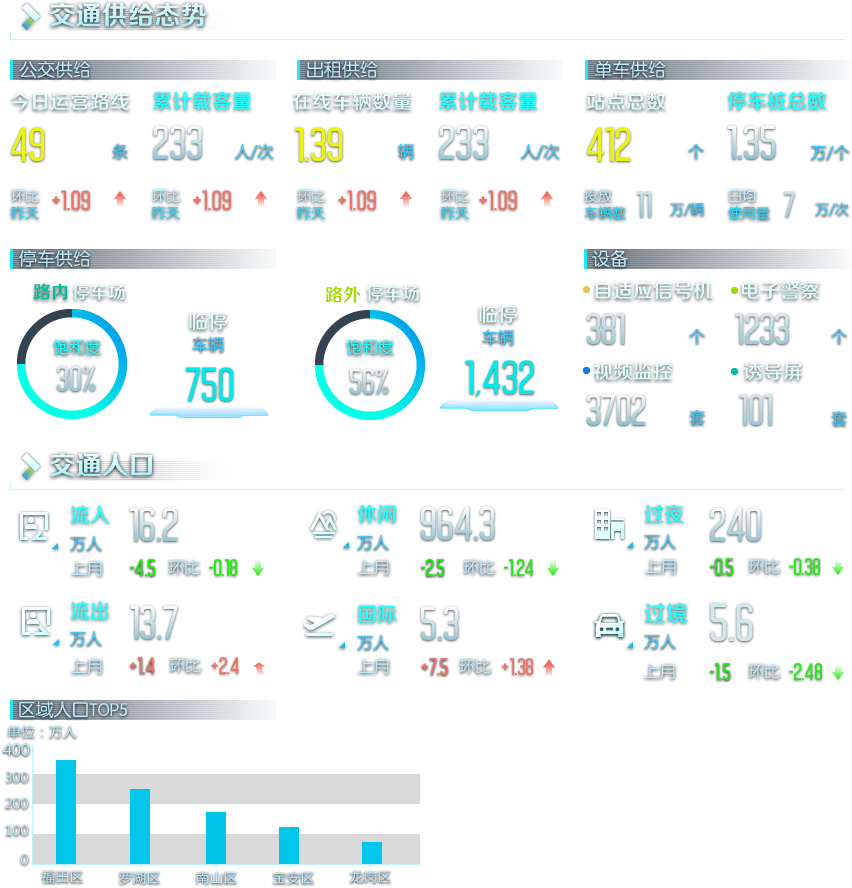 交通供给态势
公交供给
出租供给
单车供给
今日运营路线 累计载客量
在线车辆数量 累计载客量
站点总数 停车桩总数
49 条 233 人/次
1.39 辆 233 人/次
412 个 1.35 万/个
环比昨天 +1.09 环比昨天 +1.09
环比昨天 +1.09 环比昨天 +1.09
投放车辆数 11 万/辆 日均使用量 7 万/次
停车供给
设备
路内 停车场
饱和度
30%
临停
车辆
750
路外 停车场
饱和度
56%
临停
车辆
1,432
自适应信号机 电子警察
381 个 1233 个
视频监控 诱导屏
3702 套 101 套
交通人口
流入 16.2
万人
上月 -4.5 环比 -0.18
休闲 964.3
万人
上月 -2.5 环比 -1.24
过夜 240
万人
上月 -0.5 环比 -0.38
流出 13.7
万人
上月 +1.4 环比 +2.4
国际 5.3
万人
上月 +7.5 环比 +1.38
过境 5.6
万人
上月 -1.5 环比 -2.48
区域人口TOP5
单位：万人
400
300
200
100
0
福田区 罗湖区 南山区 宝安区 龙岗区